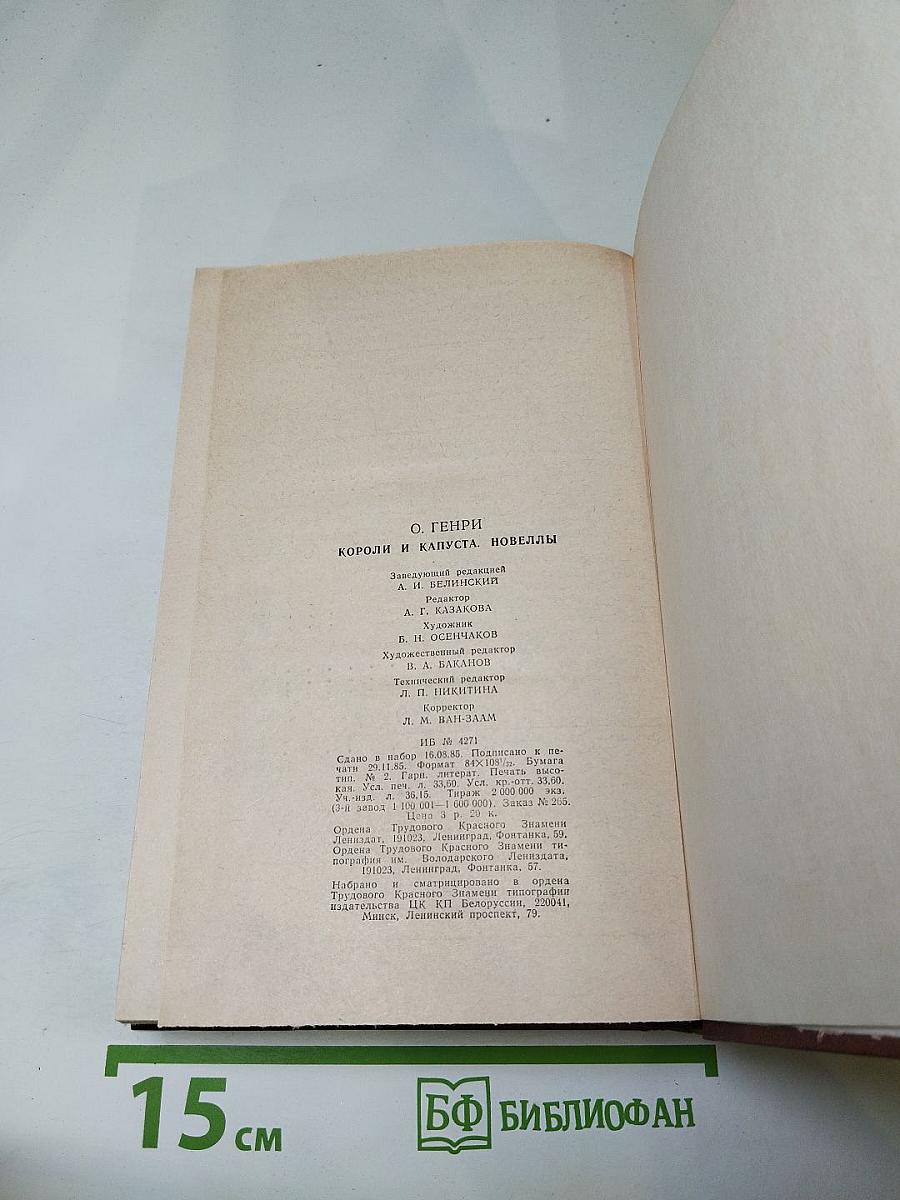 О. ГЕНРИ
КОРОЛИ И КАПУСТА. НОВЕЛЛЫ
Заведующий редакцией
А. И. БЕЛИНСКИЙ
Редактор
А. Г. КАЗАКОВА
Художник
Б. Н. ОСЕНЧАКОВ
Художественный редактор
В. А. БАКАНОВ
Технический редактор
Л. П. НИКИТИНА
Корректор
Л. М. ВАН-ЗААМ
ИБ № 4271
Сдано в набор 16.08.85. Подписано к пе-
чати 29.11.85. Формат 84×108¹/₃₂. Бумага
тип. № 2. Гарн. литерат. Печать высо-
кая. Усл. печ. л. 33,60. Усл. кр.-отт. 33,60.
Уч.-изд. л. 36,15. Тираж 2 000 000 экз.
(3-й завод 1 100 001—1 600 000). Заказ № 265.
Цена 3 р. 20 к.
Ордена Трудового Красного Знамени
Лениздат, 191023, Ленинград, Фонтанка, 59.
Ордена Трудового Красного Знамени ти-
пография им. Володарского Лениздата,
191023, Ленинград, Фонтанка, 57.
Набрано и сматрицировано в ордена
Трудового Красного Знамени типографии
издательства ЦК КП Белоруссии, 220041,
Минск, Ленинский проспект, 79.
15 см
БФ БИБЛИОФАН